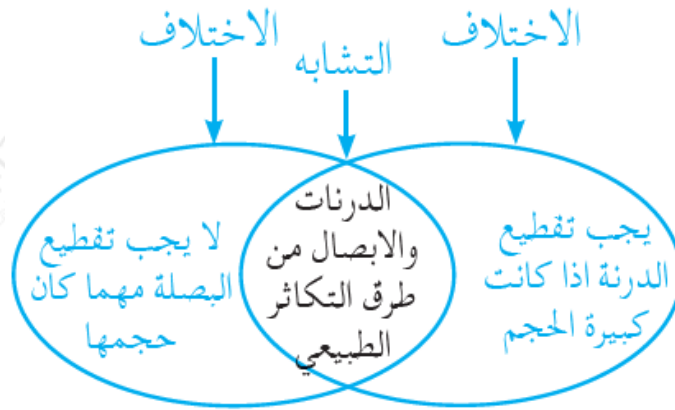 الاختلاف
التشابه
الاختلاف
يجب تقطيع
الدرنة اذا كانت
كبيرة الحجم
الدرنات
والابصال من
طرق التكاثر
الطبيعي
لا يجب تقطيع
البصلة مهما كان
حجمها